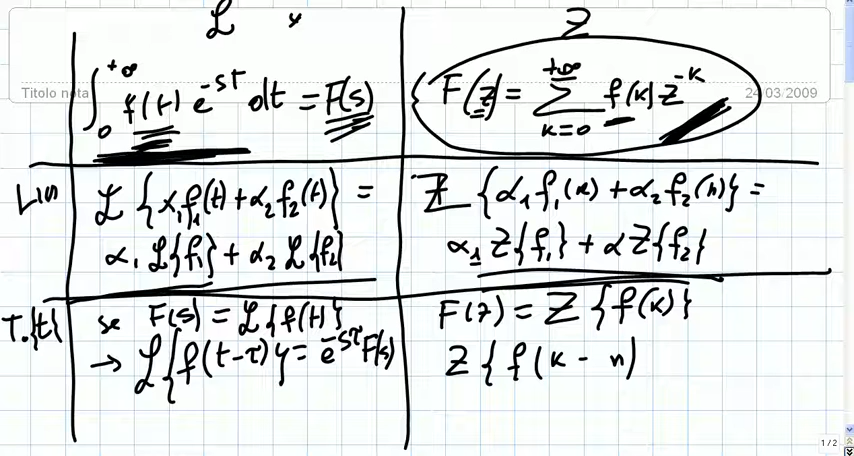 ℒ Z
Titolo nota 24/03/2009
∫₀^{+∞} f(t) e^{-st} dt = F(s)
F(z) = ∑_{k=0}^{+∞} f(k) z^{-k}
Lin
ℒ {α₁f₁(t) + α₂f₂(t)} =
α₁ ℒ{f₁} + α₂ ℒ{f₂}
Z {α₁f₁(k) + α₂f₂(k)} =
α₁ Z{f₁} + α Z{f₂}
T.{t}
se F(s) = ℒ{f(t)}
→ ℒ{f(t-τ)} = e^{-sτ} F(s)
F(z) = Z {f(k)}
Z {f(k - n)
1/2